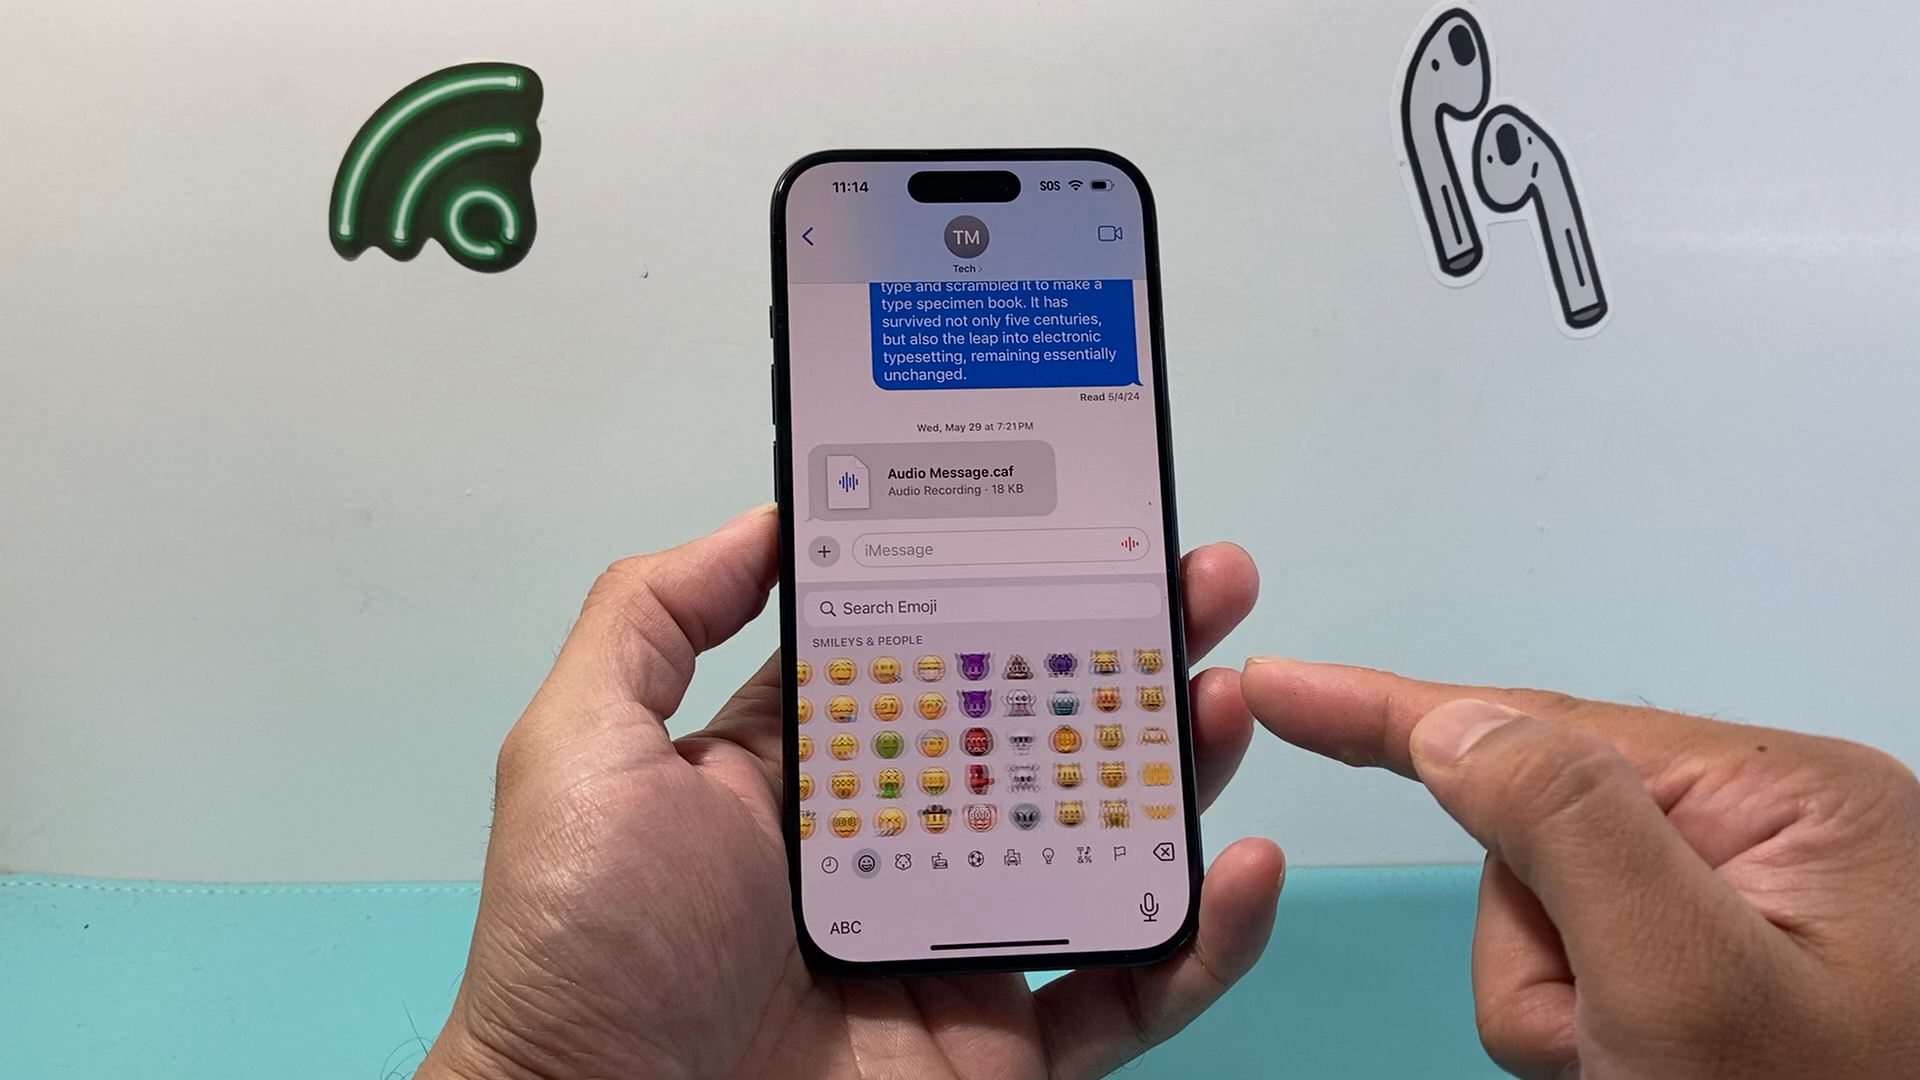 11:14
SOS
TM
Tech
type and scrambled it to make a
type specimen book. It has
survived not only five centuries,
but also the leap into electronic
typesetting, remaining essentially
unchanged.
Read 5/4/24
Wed, May 29 at 7:21 PM
Audio Message.caf
Audio Recording · 18 KB
iMessage
Search Emoji
SMILEYS & PEOPLE
ABC